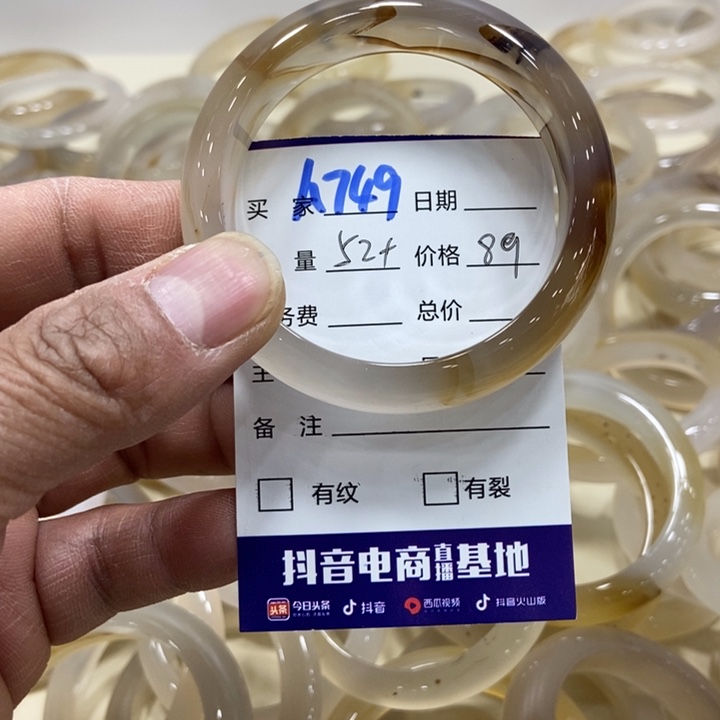 买 家 h749 日期
量 52+ 价格 89
务费 总价
备 注
有纹 有裂
抖音电商直播基地
头条 今日头条 抖音 西瓜视频 抖音火山版